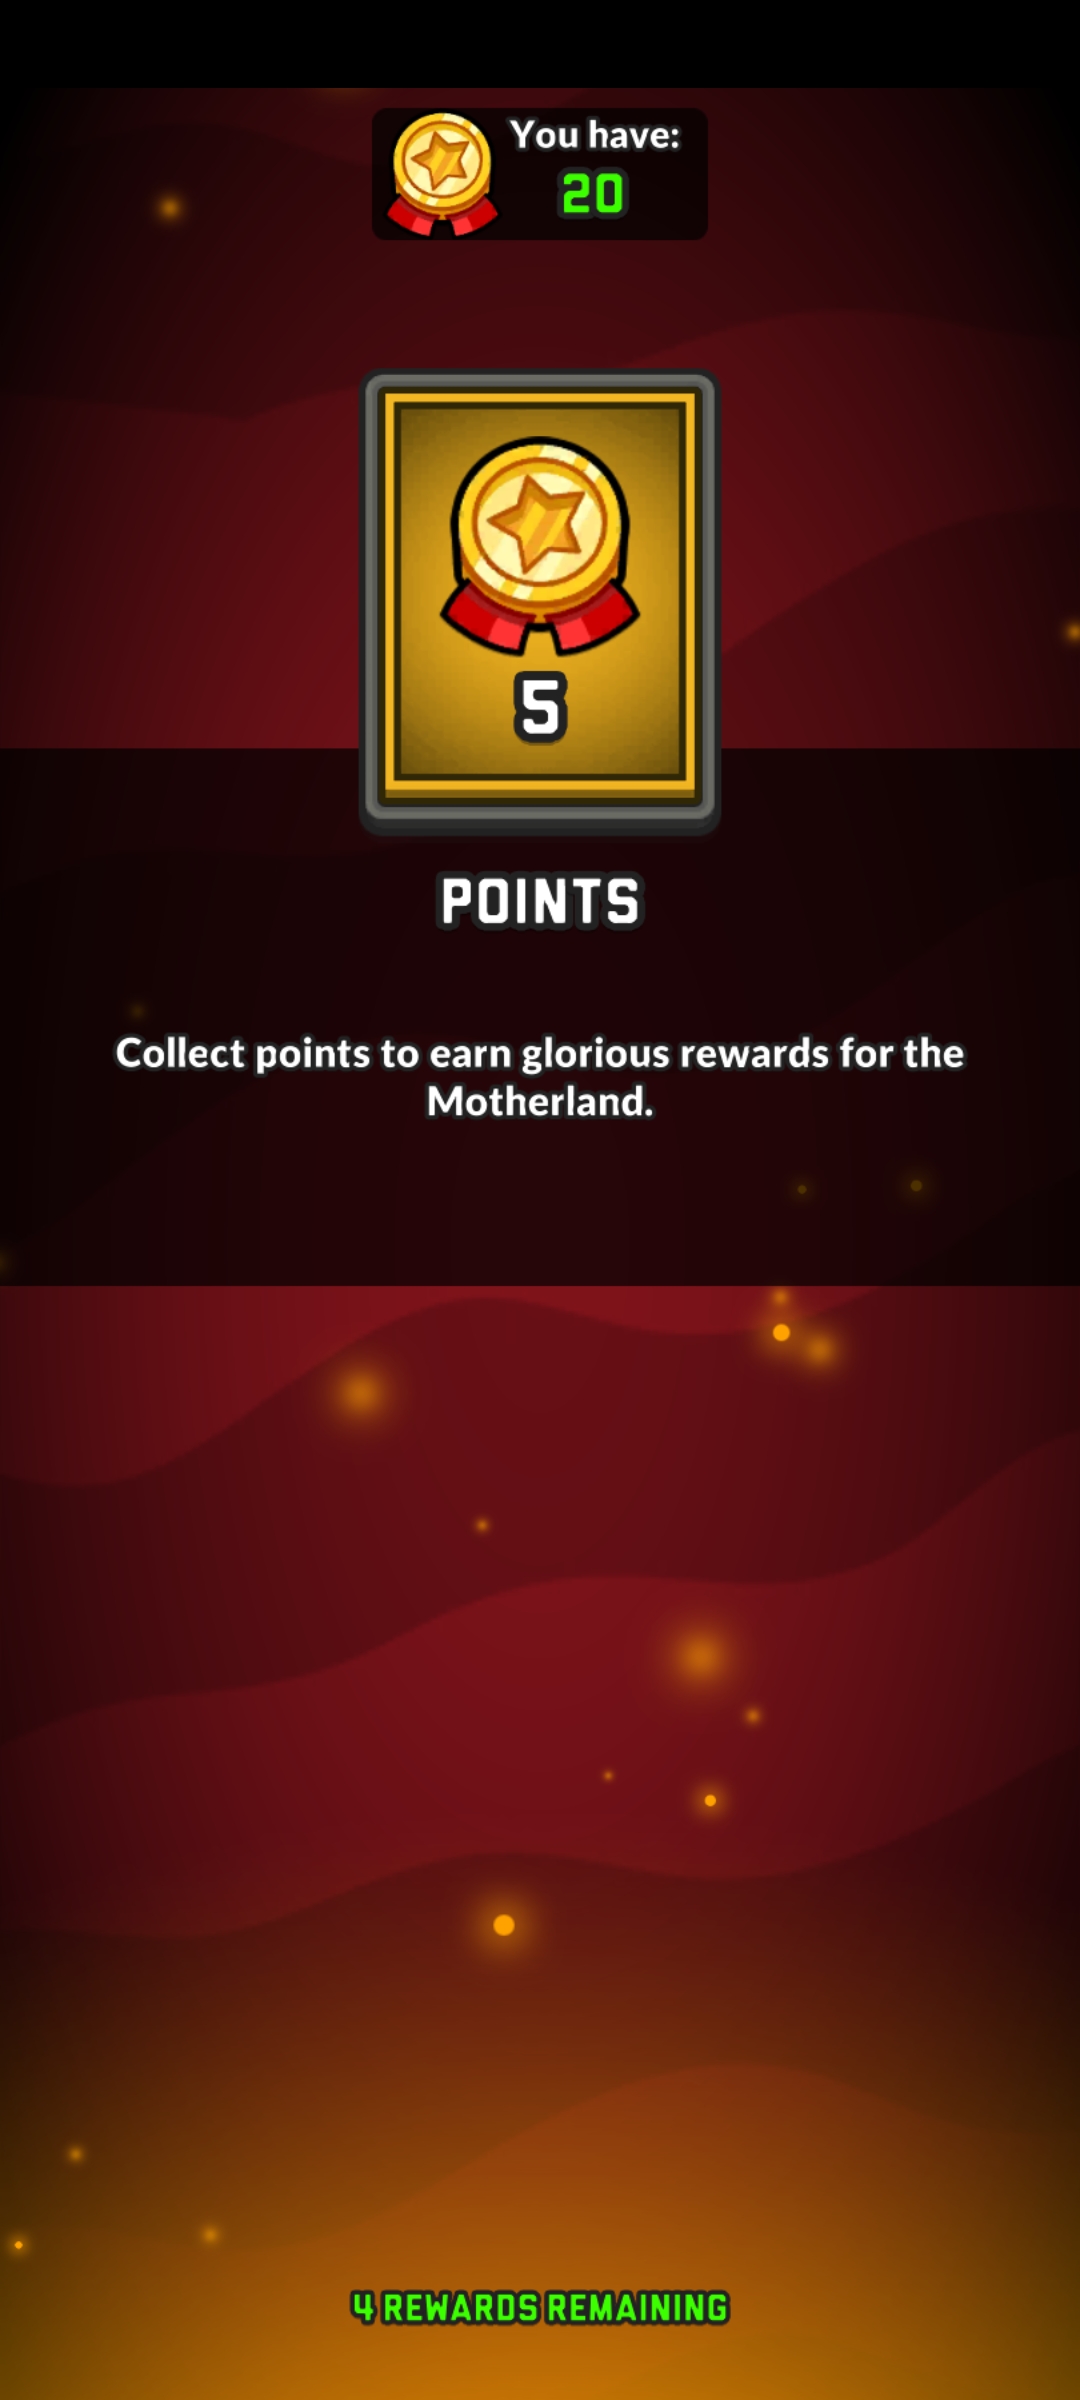 You have:
20
5
POINTS
Collect points to earn glorious rewards for the
Motherland.
4 REWARDS REMAINING